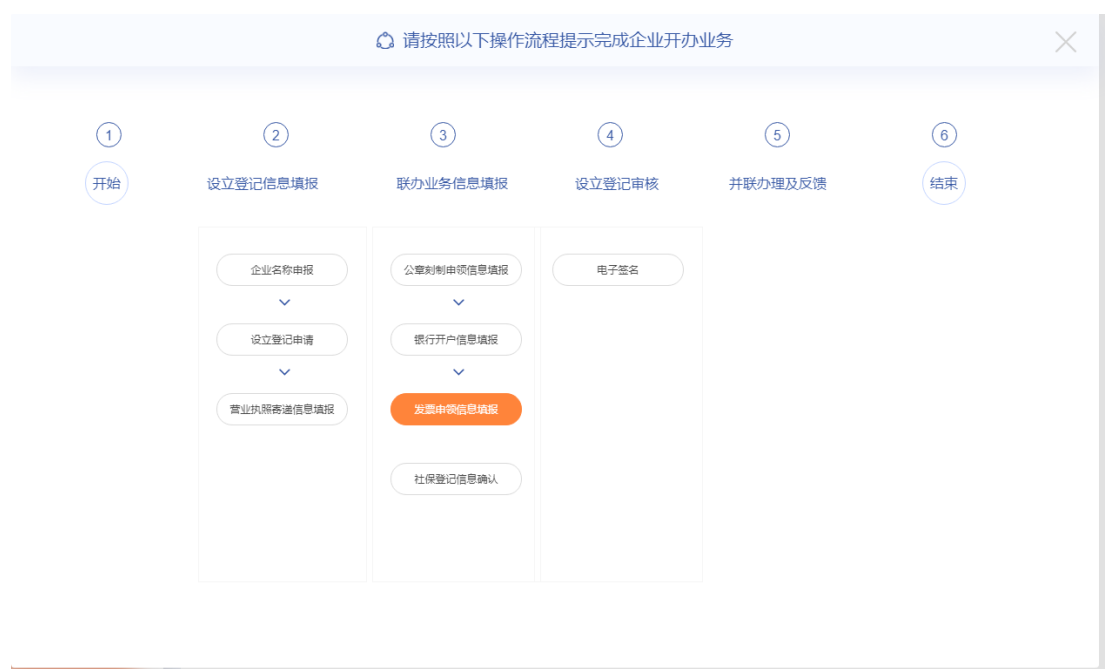 请按照以下操作流程提示完成企业开办业务
1 2 3 4 5 6
开始 设立登记信息填报 联办业务信息填报 设立登记审核 并联办理及反馈 结束
企业名称申报 公章刻制申领信息填报 电子签名
设立登记申请 银行开户信息填报
营业执照寄递信息填报 发票申领信息填报
社保登记信息确认